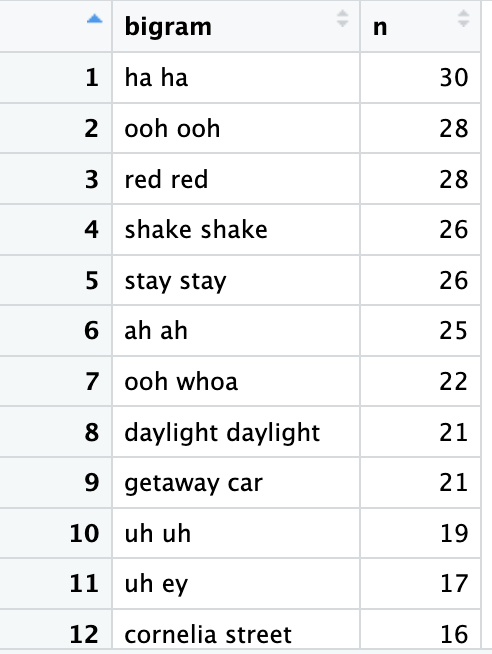 bigram n
1 ha ha 30
2 ooh ooh 28
3 red red 28
4 shake shake 26
5 stay stay 26
6 ah ah 25
7 ooh whoa 22
8 daylight daylight 21
9 getaway car 21
10 uh uh 19
11 uh ey 17
12 cornelia street 16